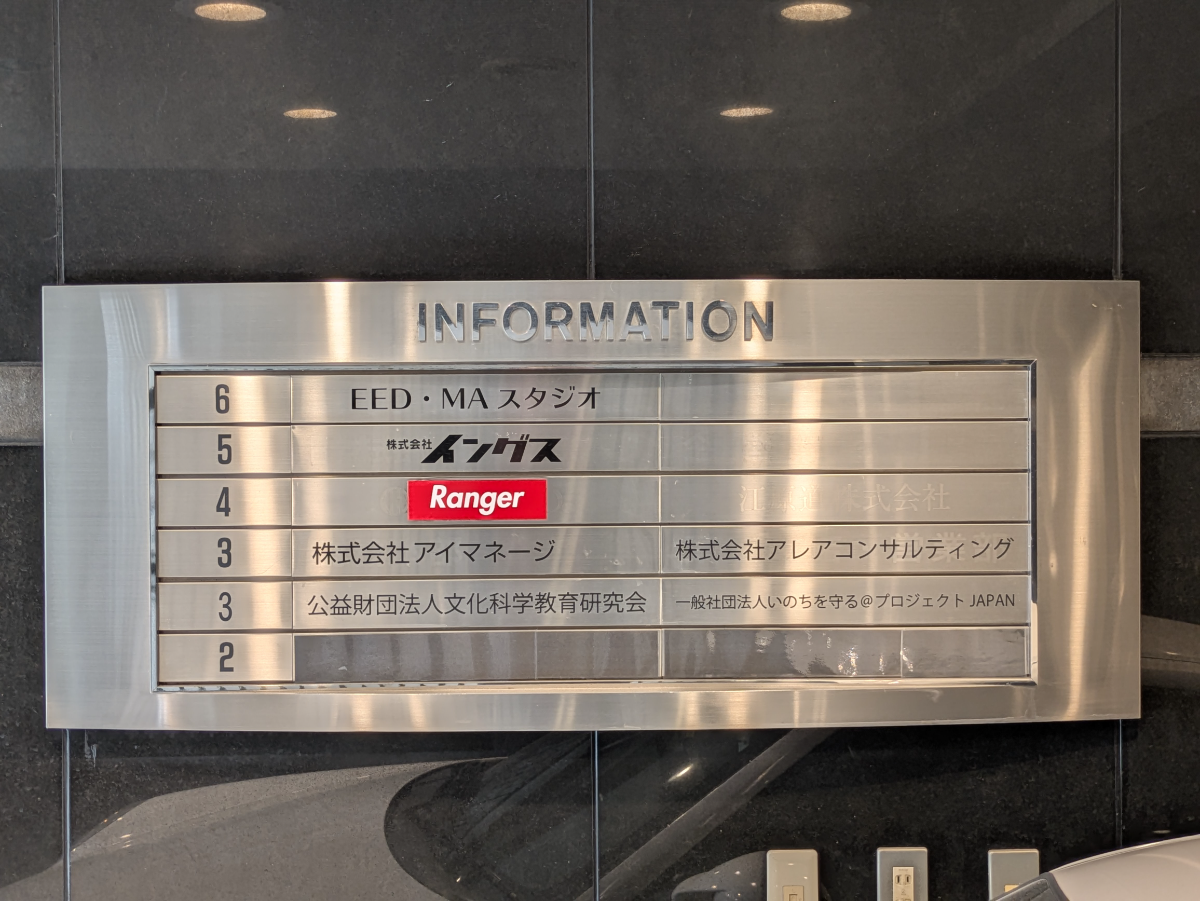 INFORMATION
6 EED・MA スタジオ
5 株式会社イングス
4 Ranger 株式会社
3 株式会社アイマネージ 株式会社アレアコンサルティング
3 公益財団法人文化科学教育研究会 一般社団法人いのちを守る@プロジェクト JAPAN
2